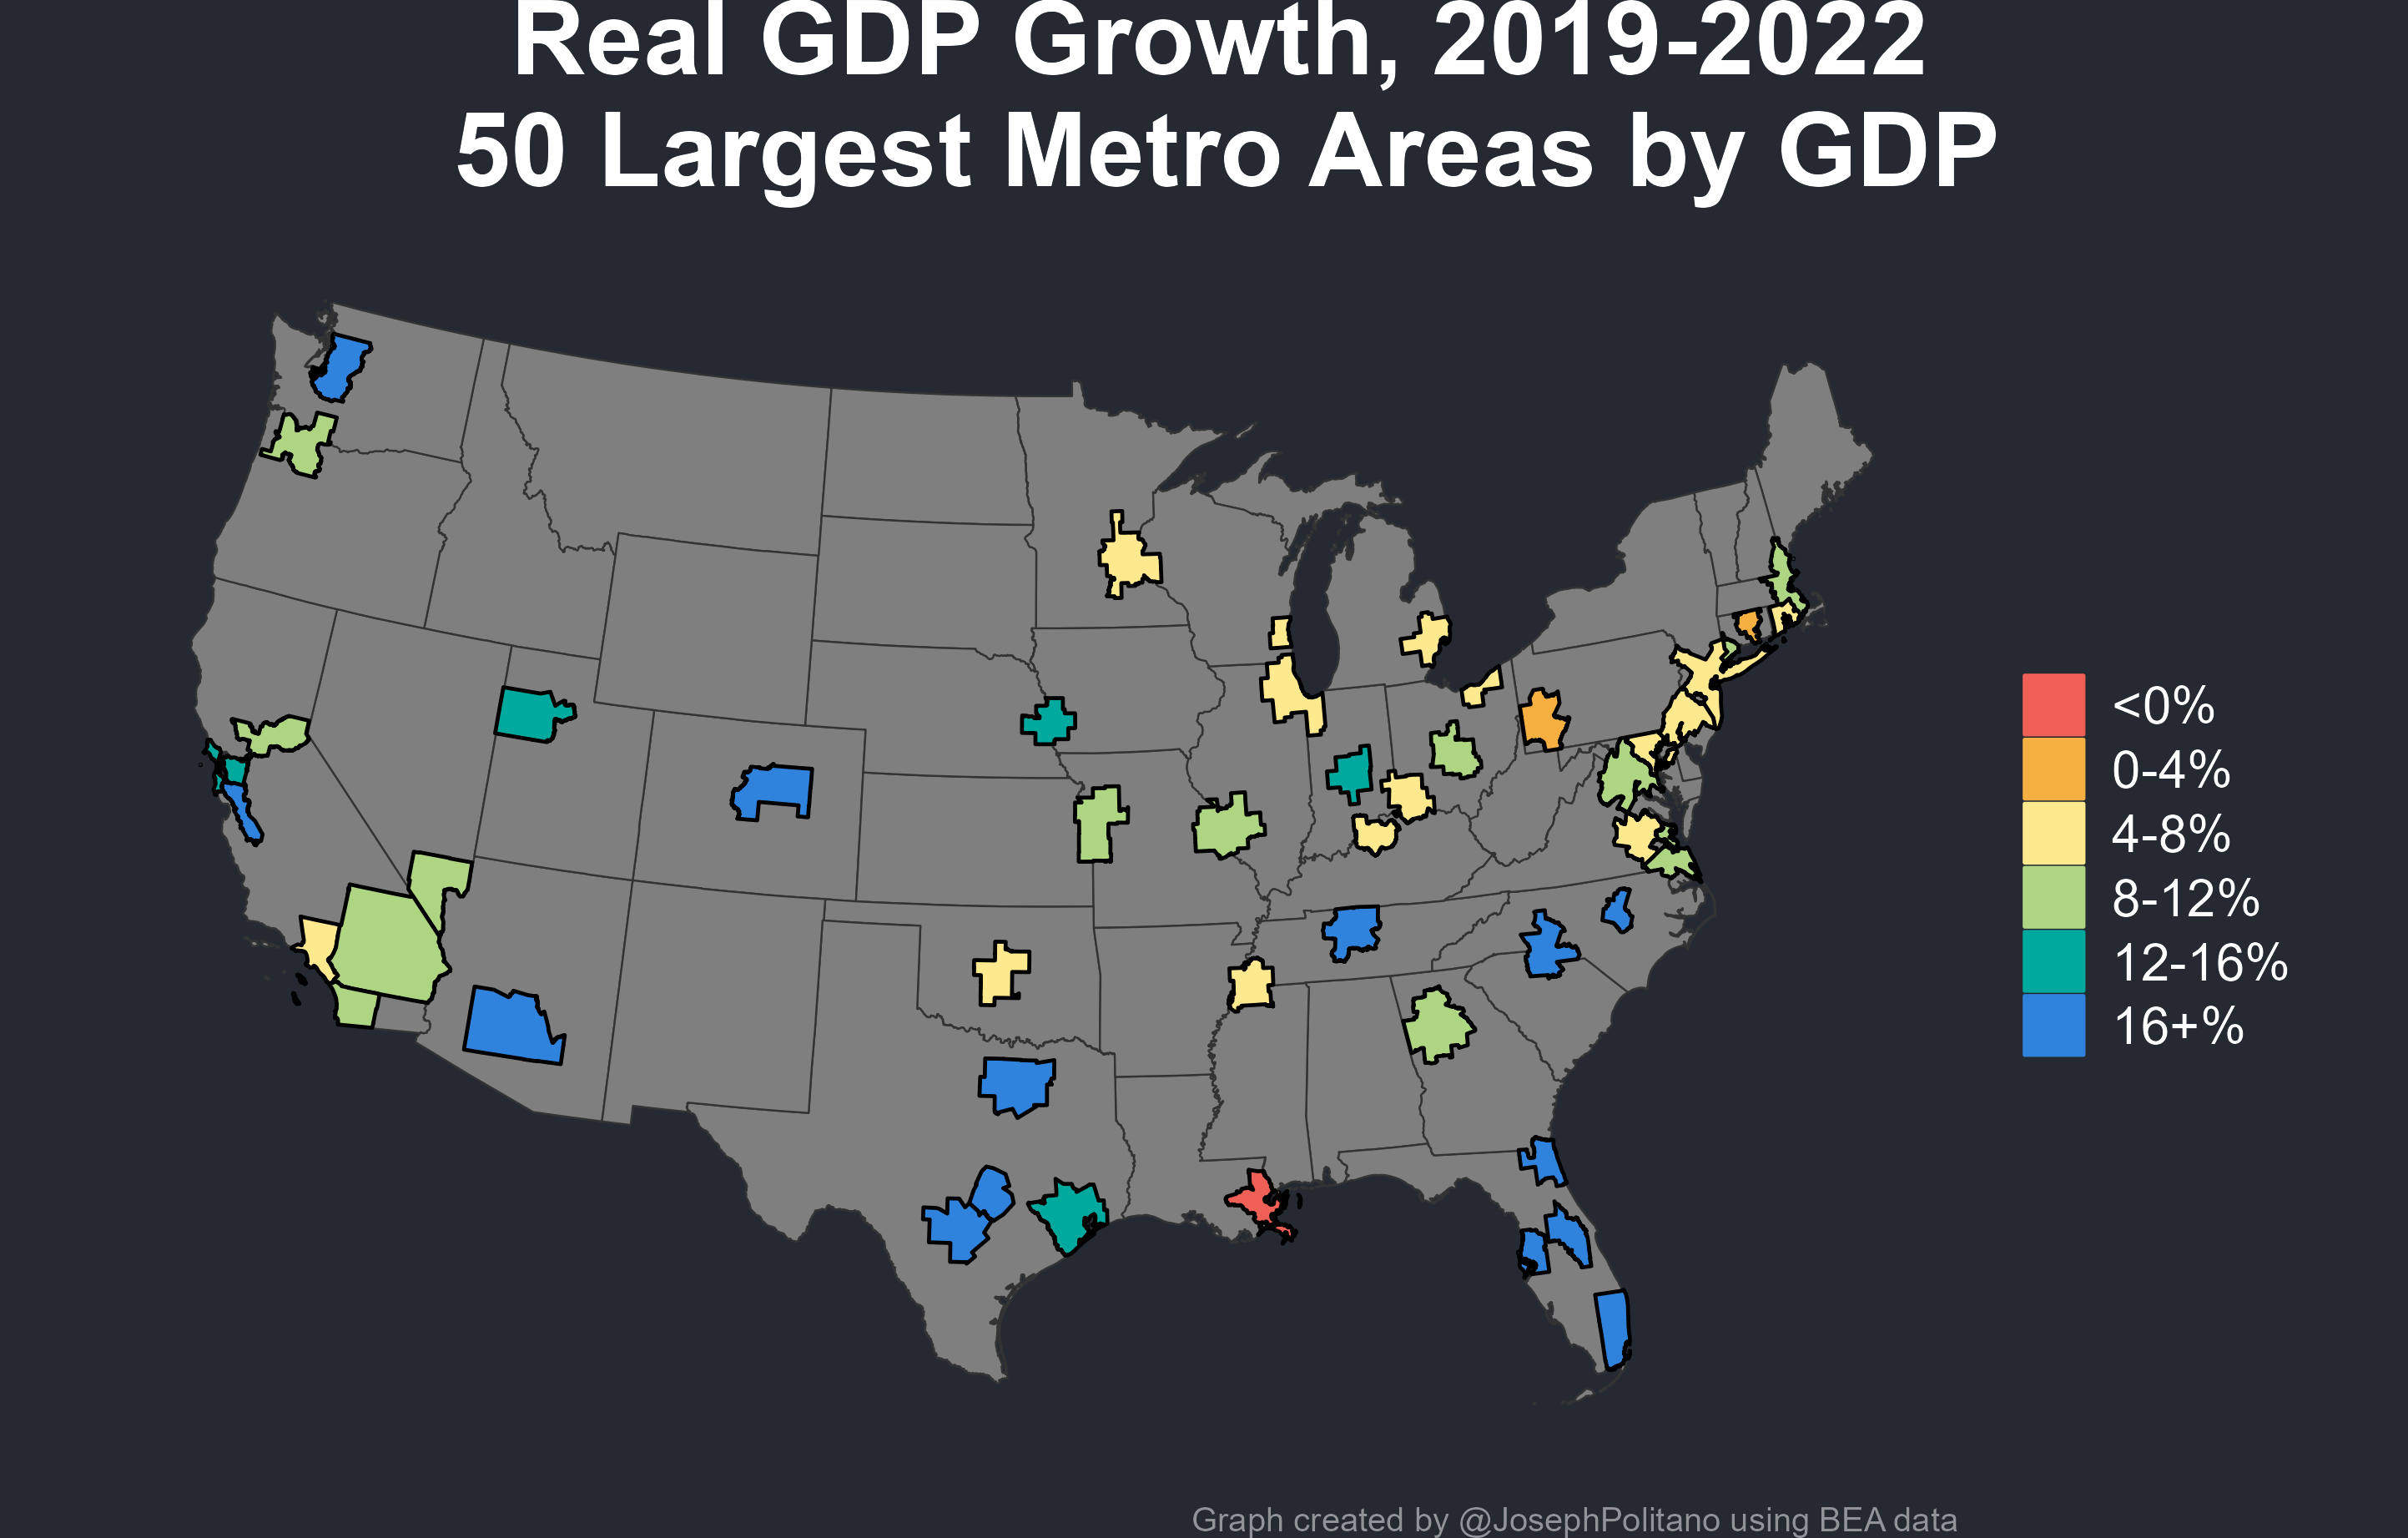 Real GDP Growth, 2019-2022
50 Largest Metro Areas by GDP
<0%
0-4%
4-8%
8-12%
12-16%
16+%
Graph created by @JosephPolitano using BEA data